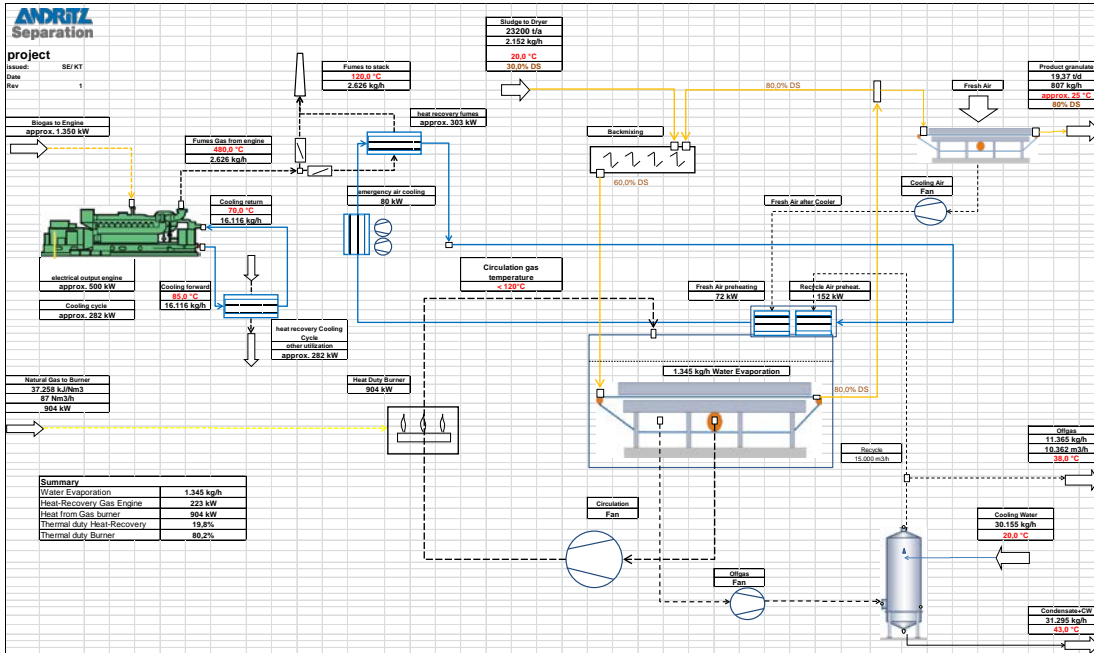 ANDRITZ
Separation
project
issued: SE/ KT
Date
Rev 1
Sludge to Dryer
23200 t/a
2.152 kg/h
20,0 °C
30,0% DS
Fumes to stack
120,0 °C
2.626 kg/h
Product granulate
19,37 t/d
807 kg/h
approx. 25 °C
80% DS
80,0% DS
Fresh Air
Biogas to Engine
approx. 1.350 kW
heat recovery fumes
approx. 303 kW
Fumes Gas from engine
480,0 °C
2.626 kg/h
Backmixing
60,0% DS
Cooling Air
Fan
emergency air cooling
80 kW
Cooling return
70,0 °C
16.116 kg/h
Fresh Air after Cooler
electrical output engine
approx. 500 kW
Cooling cycle
approx. 282 kW
Cooling forward
85,0 °C
16.116 kg/h
Circulation gas
temperature
< 120°C
Fresh Air preheating
72 kW
Recycle Air preheat.
152 kW
heat recovery Cooling
Cycle
other utilization
approx. 282 kW
1.345 kg/h Water Evaporation
80,0% DS
Natural Gas to Burner
37.258 kJ/Nm3
87 Nm3/h
904 kW
Heat Duty Burner
904 kW
Recycle
15.000 m3/h
Offgas
11.365 kg/h
10.362 m3/h
38,0 °C
Summary
Water Evaporation 1.345 kg/h
Heat-Recovery Gas Engine 223 kW
Heat from Gas burner 904 kW
Thermal duty Heat-Recovery 19,8%
Thermal duty Burner 80,2%
Circulation
Fan
Cooling Water
30.155 kg/h
20,0 °C
Offgas
Fan
Condensate+CW
31.295 kg/h
43,0 °C